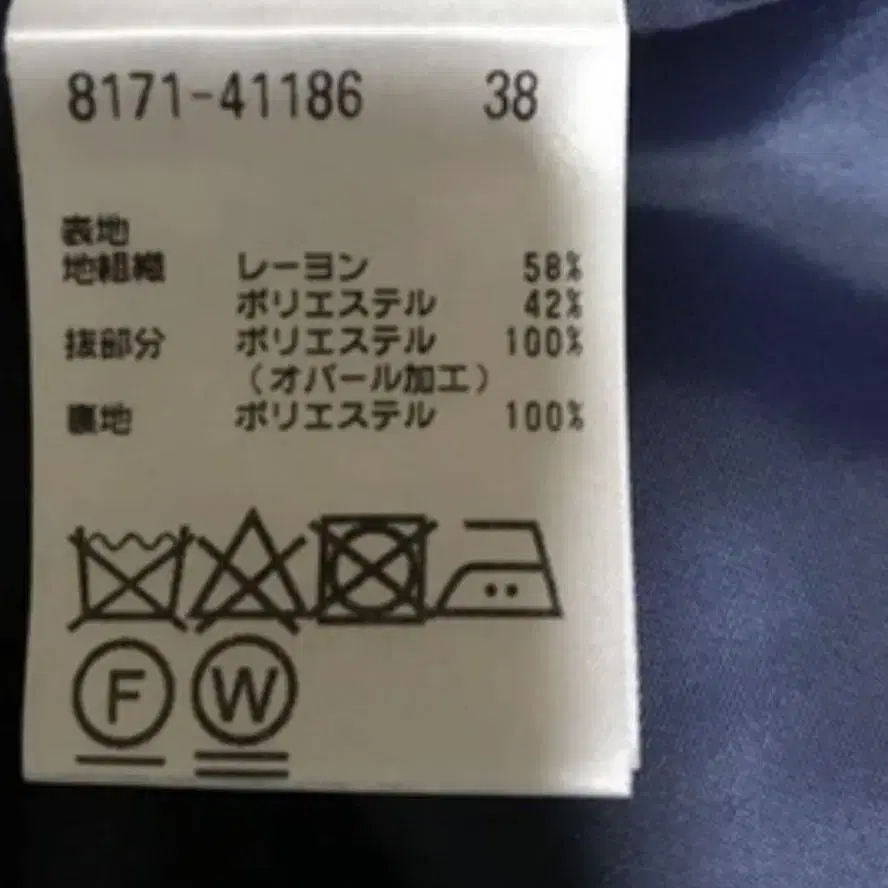 8171-41186 38
表地
地組織 レーヨン 58%
ポリエステル 42%
抜部分 ポリエステル 100%
(オパール加工)
裏地 ポリエステル 100%
F W